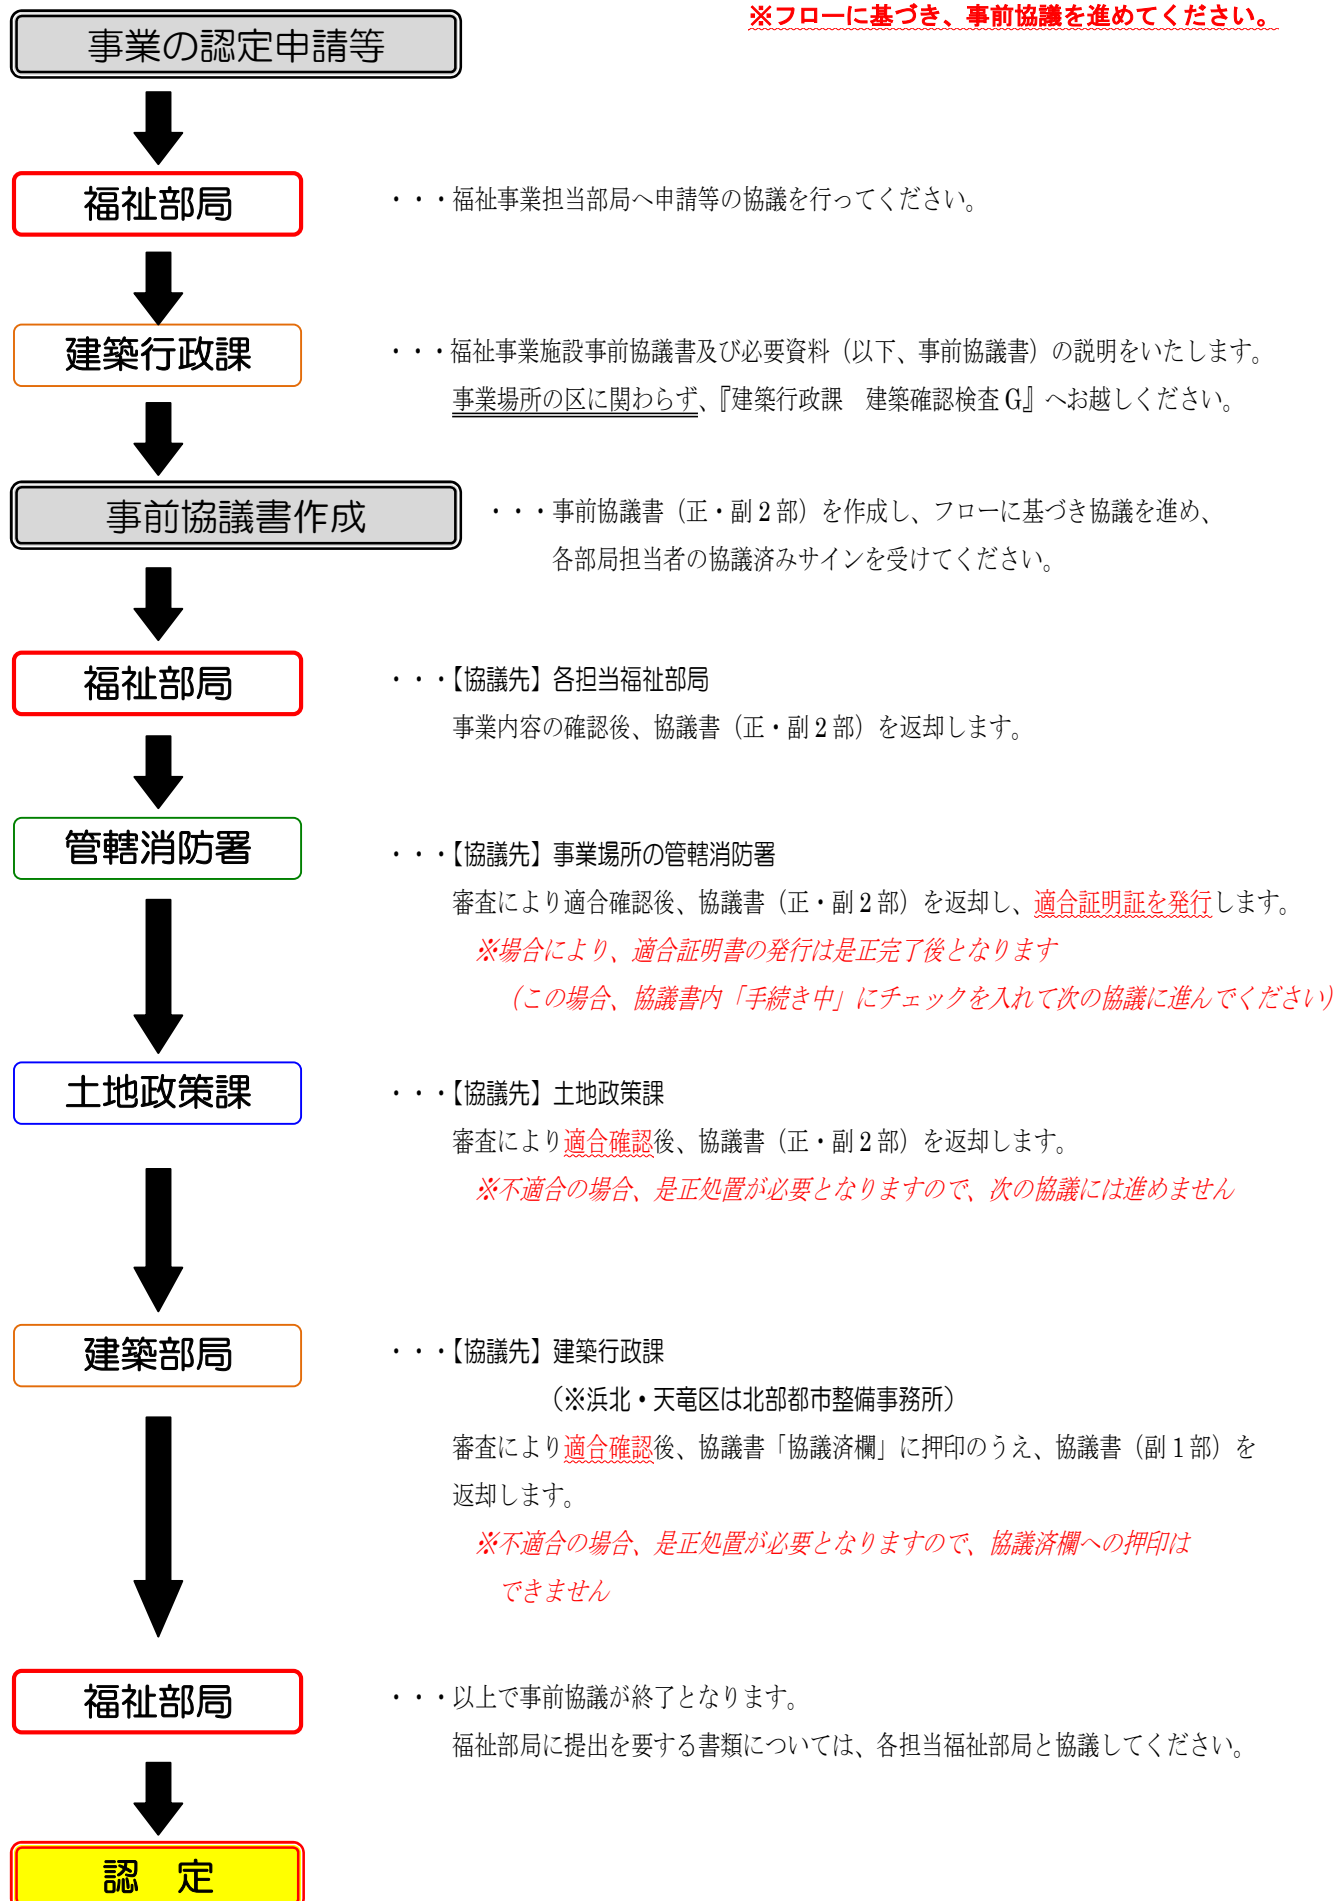 ※フローに基づき、事前協議を進めてください。
事業の認定申請等
福祉部局
・・・福祉事業担当部局へ申請等の協議を行ってください。
建築行政課
・・・福祉事業施設事前協議書及び必要資料（以下、事前協議書）の説明をいたします。
事業場所の区に関わらず、『建築行政課　建築確認検査G』へお越しください。
事前協議書作成
・・・事前協議書（正・副2部）を作成し、フローに基づき協議を進め、
各部局担当者の協議済みサインを受けてください。
福祉部局
・・・【協議先】各担当福祉部局
事業内容の確認後、協議書（正・副2部）を返却します。
管轄消防署
・・・【協議先】事業場所の管轄消防署
審査により適合確認後、協議書（正・副2部）を返却し、適合証明証を発行します。
※場合により、適合証明書の発行は是正完了後となります
（この場合、協議書内「手続き中」にチェックを入れて次の協議に進んでください）
土地政策課
・・・【協議先】土地政策課
審査により適合確認後、協議書（正・副2部）を返却します。
※不適合の場合、是正処置が必要となりますので、次の協議には進めません
建築部局
・・・【協議先】建築行政課
（※浜北・天竜区は北部都市整備事務所）
審査により適合確認後、協議書「協議済欄」に押印のうえ、協議書（副1部）を
返却します。
※不適合の場合、是正処置が必要となりますので、協議済欄への押印は
できません
福祉部局
・・・以上で事前協議が終了となります。
福祉部局に提出を要する書類については、各担当福祉部局と協議してください。
認　定